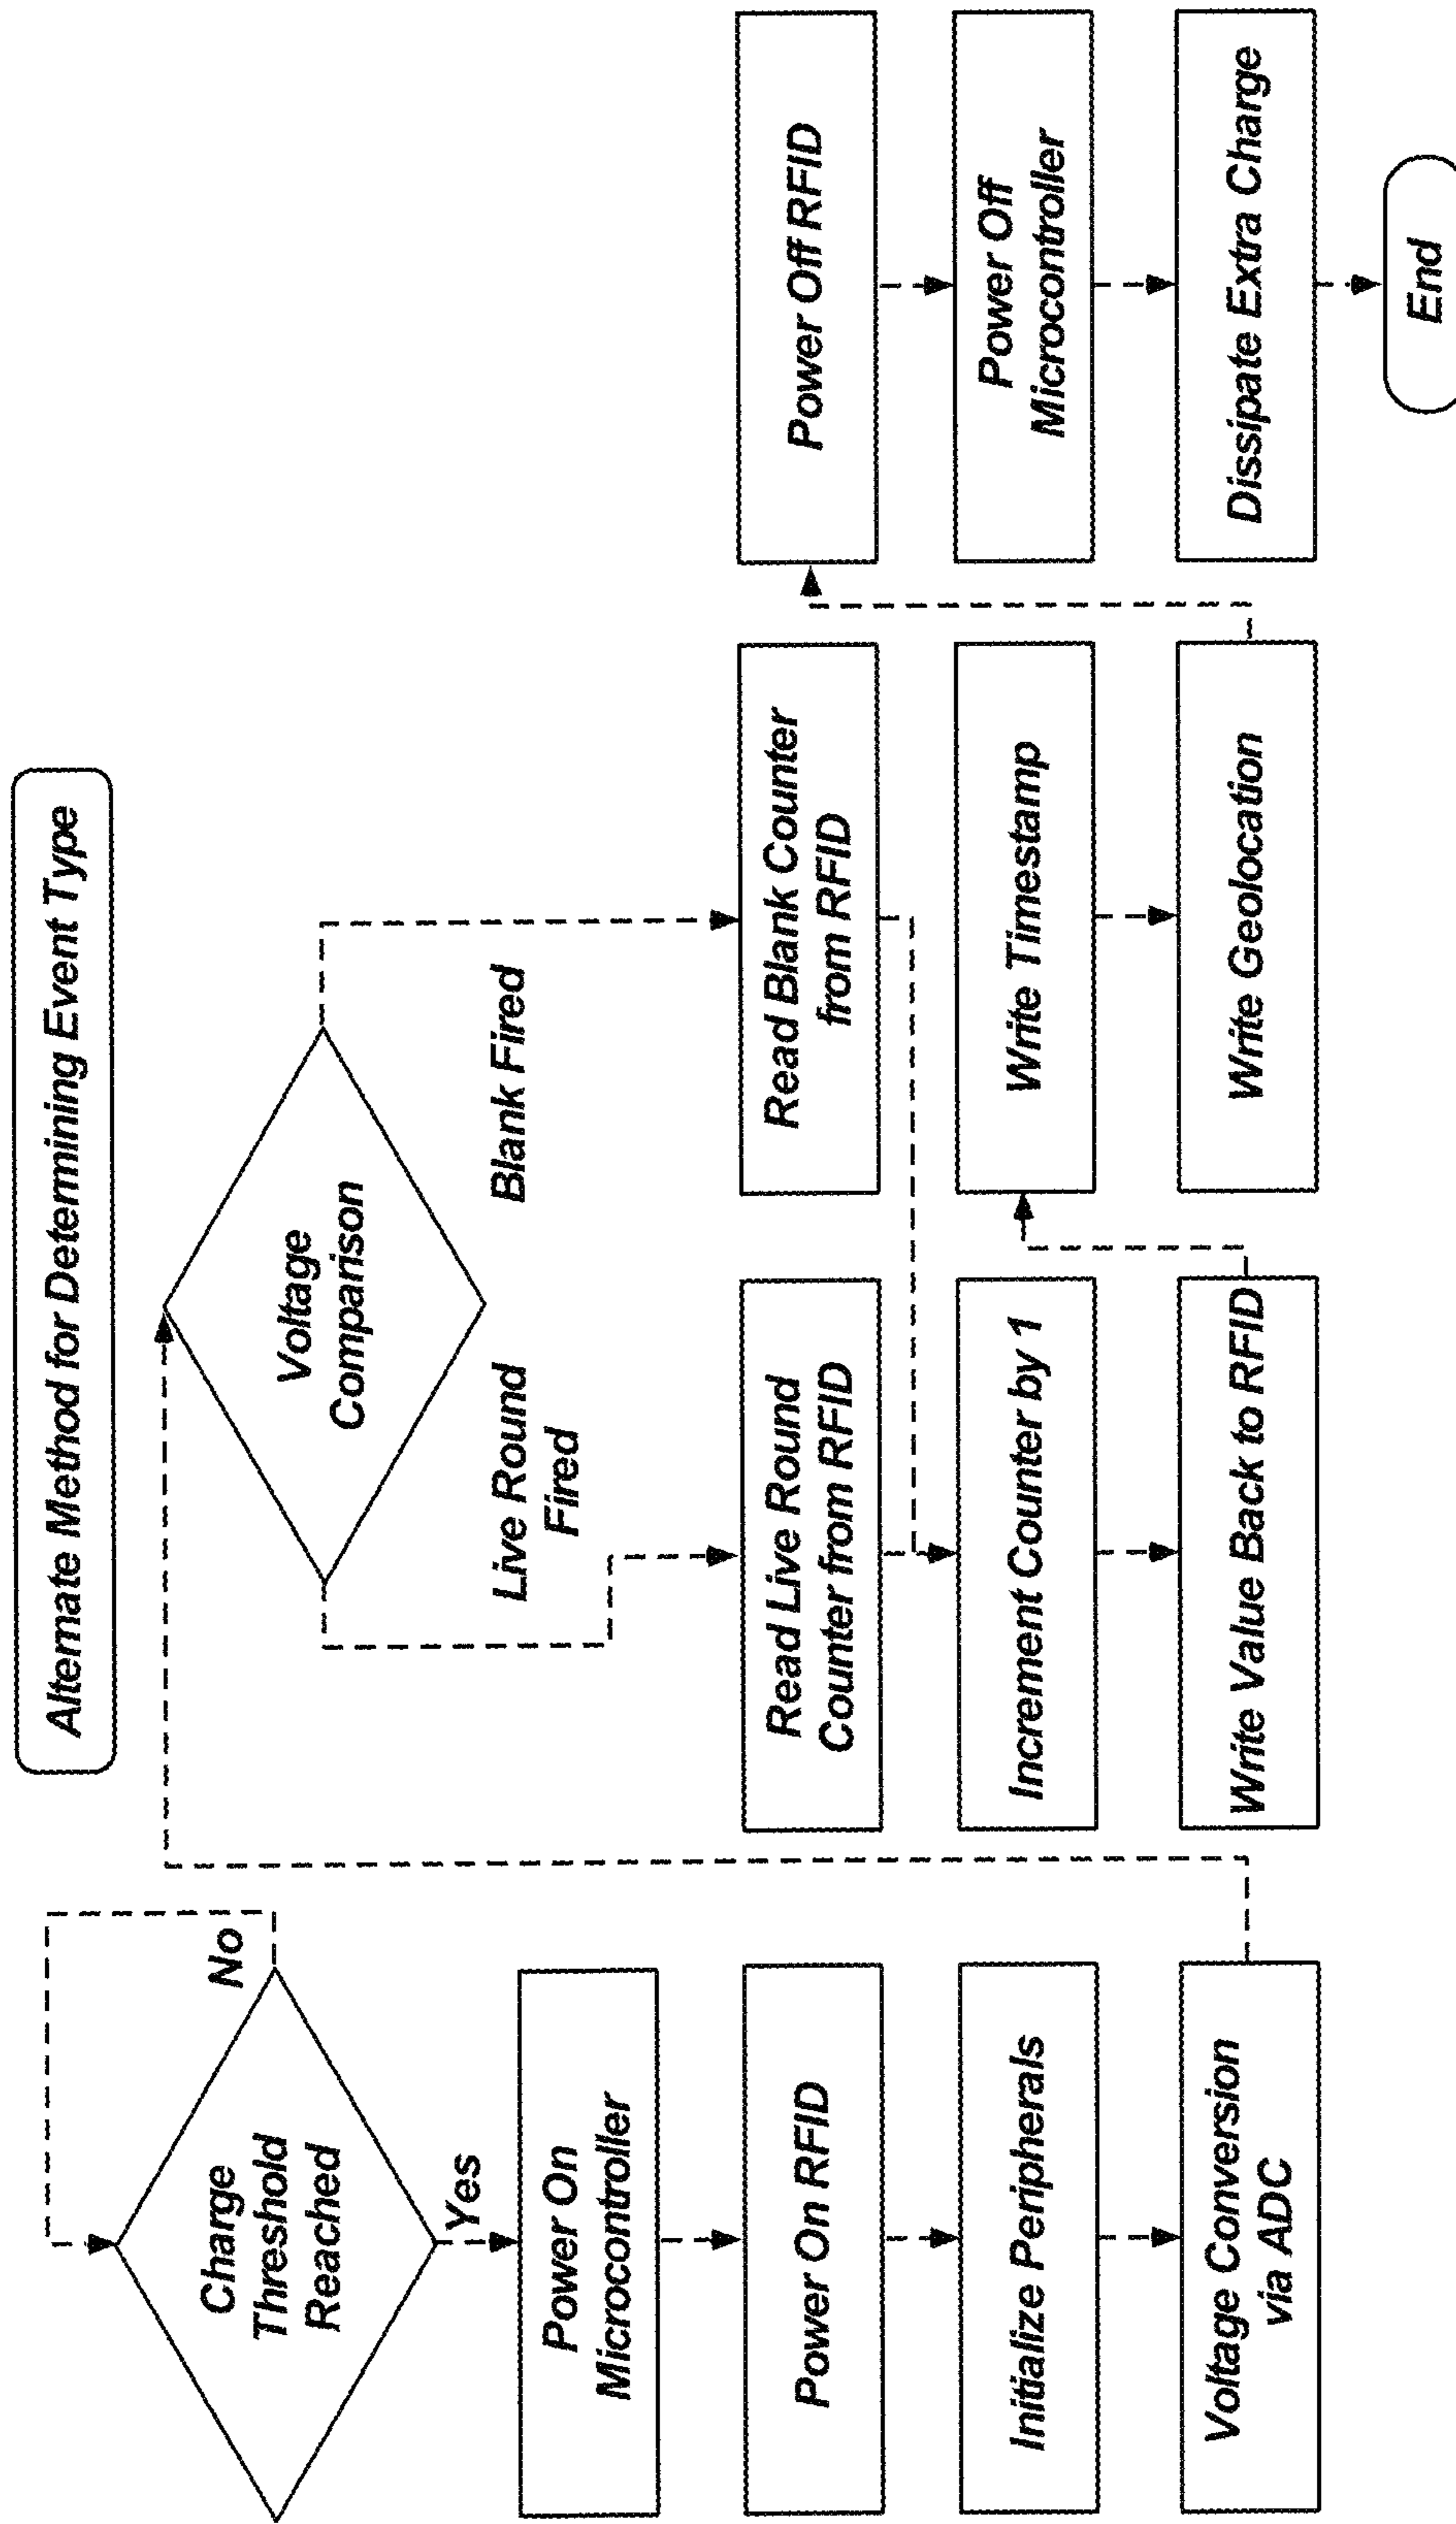 Alternate Method for Determining Event Type
Charge
Threshold
Reached
No
Yes
Power On
Microcontroller
Power On RFID
Initialize Peripherals
Voltage Conversion
via ADC
Voltage
Comparison
Live Round
Fired
Blank Fired
Read Live Round
Counter from RFID
Increment Counter by 1
Write Value Back to RFID
Read Blank Counter
from RFID
Write Timestamp
Write Geolocation
Power Off RFID
Power Off
Microcontroller
Dissipate Extra Charge
End